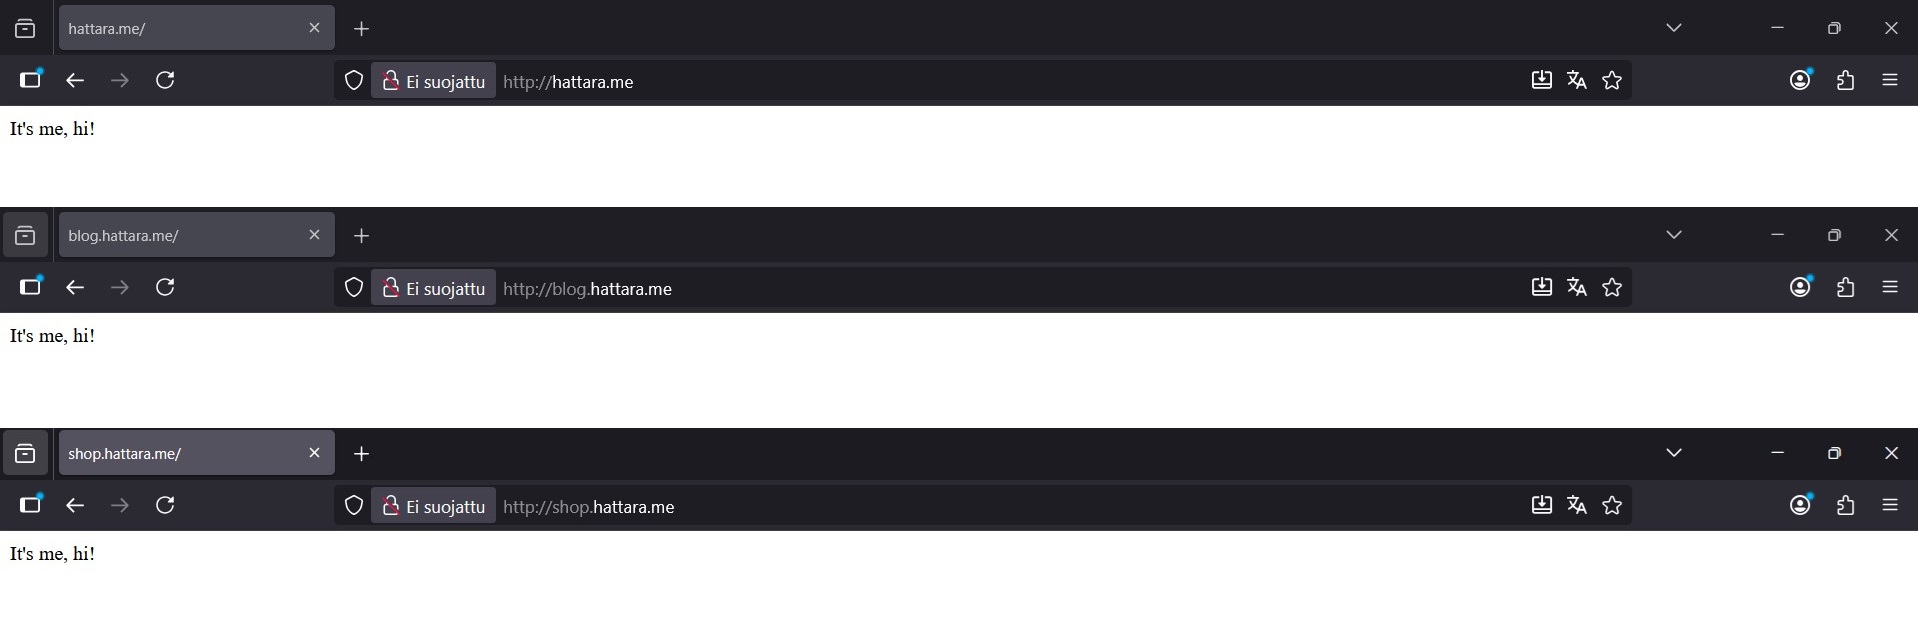 hattara.me/
Ei suojattu http://hattara.me
It's me, hi!
blog.hattara.me/
Ei suojattu http://blog.hattara.me
It's me, hi!
shop.hattara.me/
Ei suojattu http://shop.hattara.me
It's me, hi!